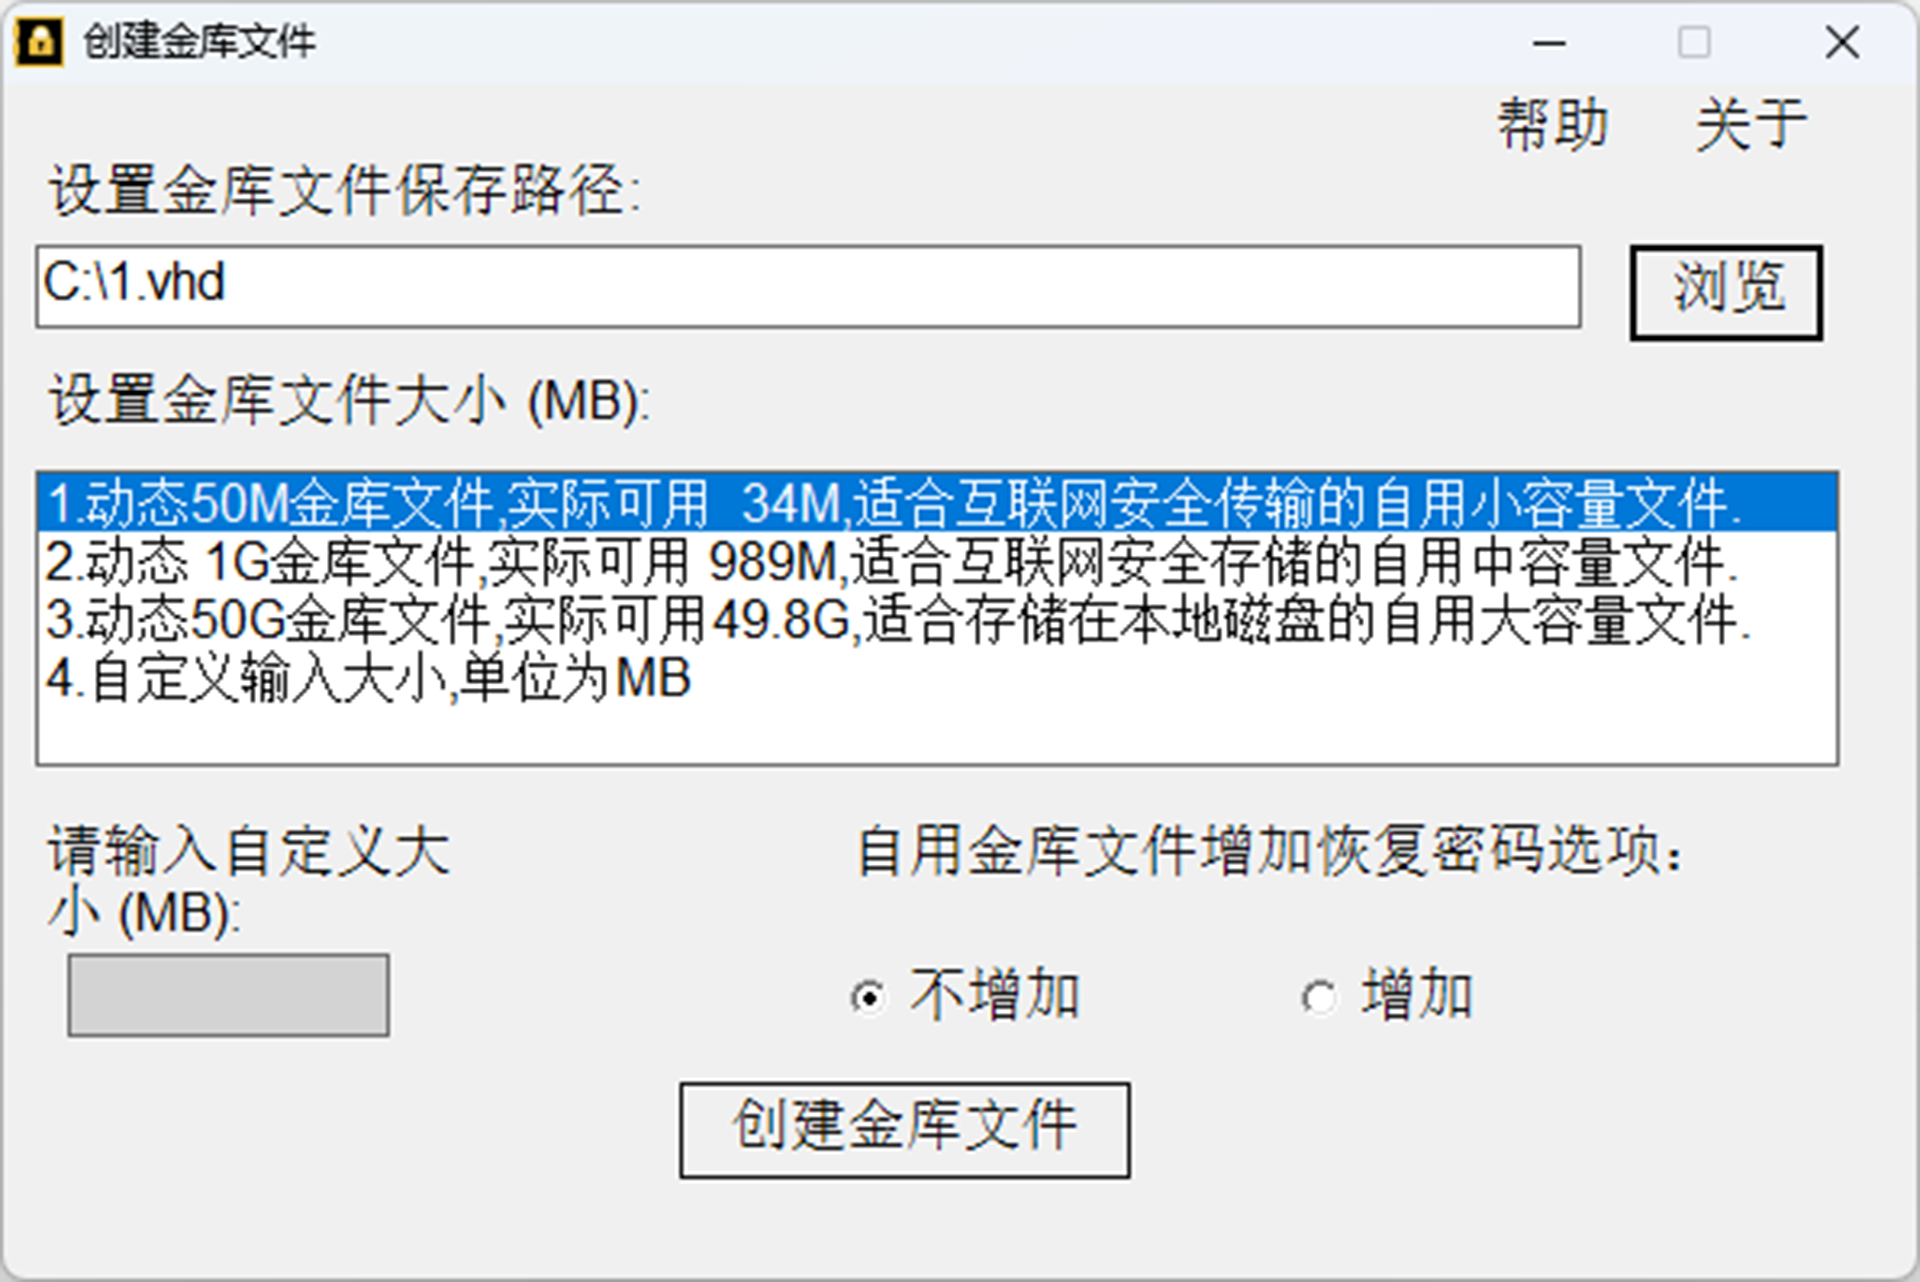 创建金库文件
帮助 关于
设置金库文件保存路径:
C:\1.vhd
浏览
设置金库文件大小 (MB):
1.动态50M金库文件,实际可用  34M,适合互联网安全传输的自用小容量文件.
2.动态 1G金库文件,实际可用 989M,适合互联网安全存储的自用中容量文件.
3.动态50G金库文件,实际可用49.8G,适合存储在本地磁盘的自用大容量文件.
4.自定义输入大小,单位为MB
请输入自定义大
小 (MB):
自用金库文件增加恢复密码选项：
不增加 增加
创建金库文件